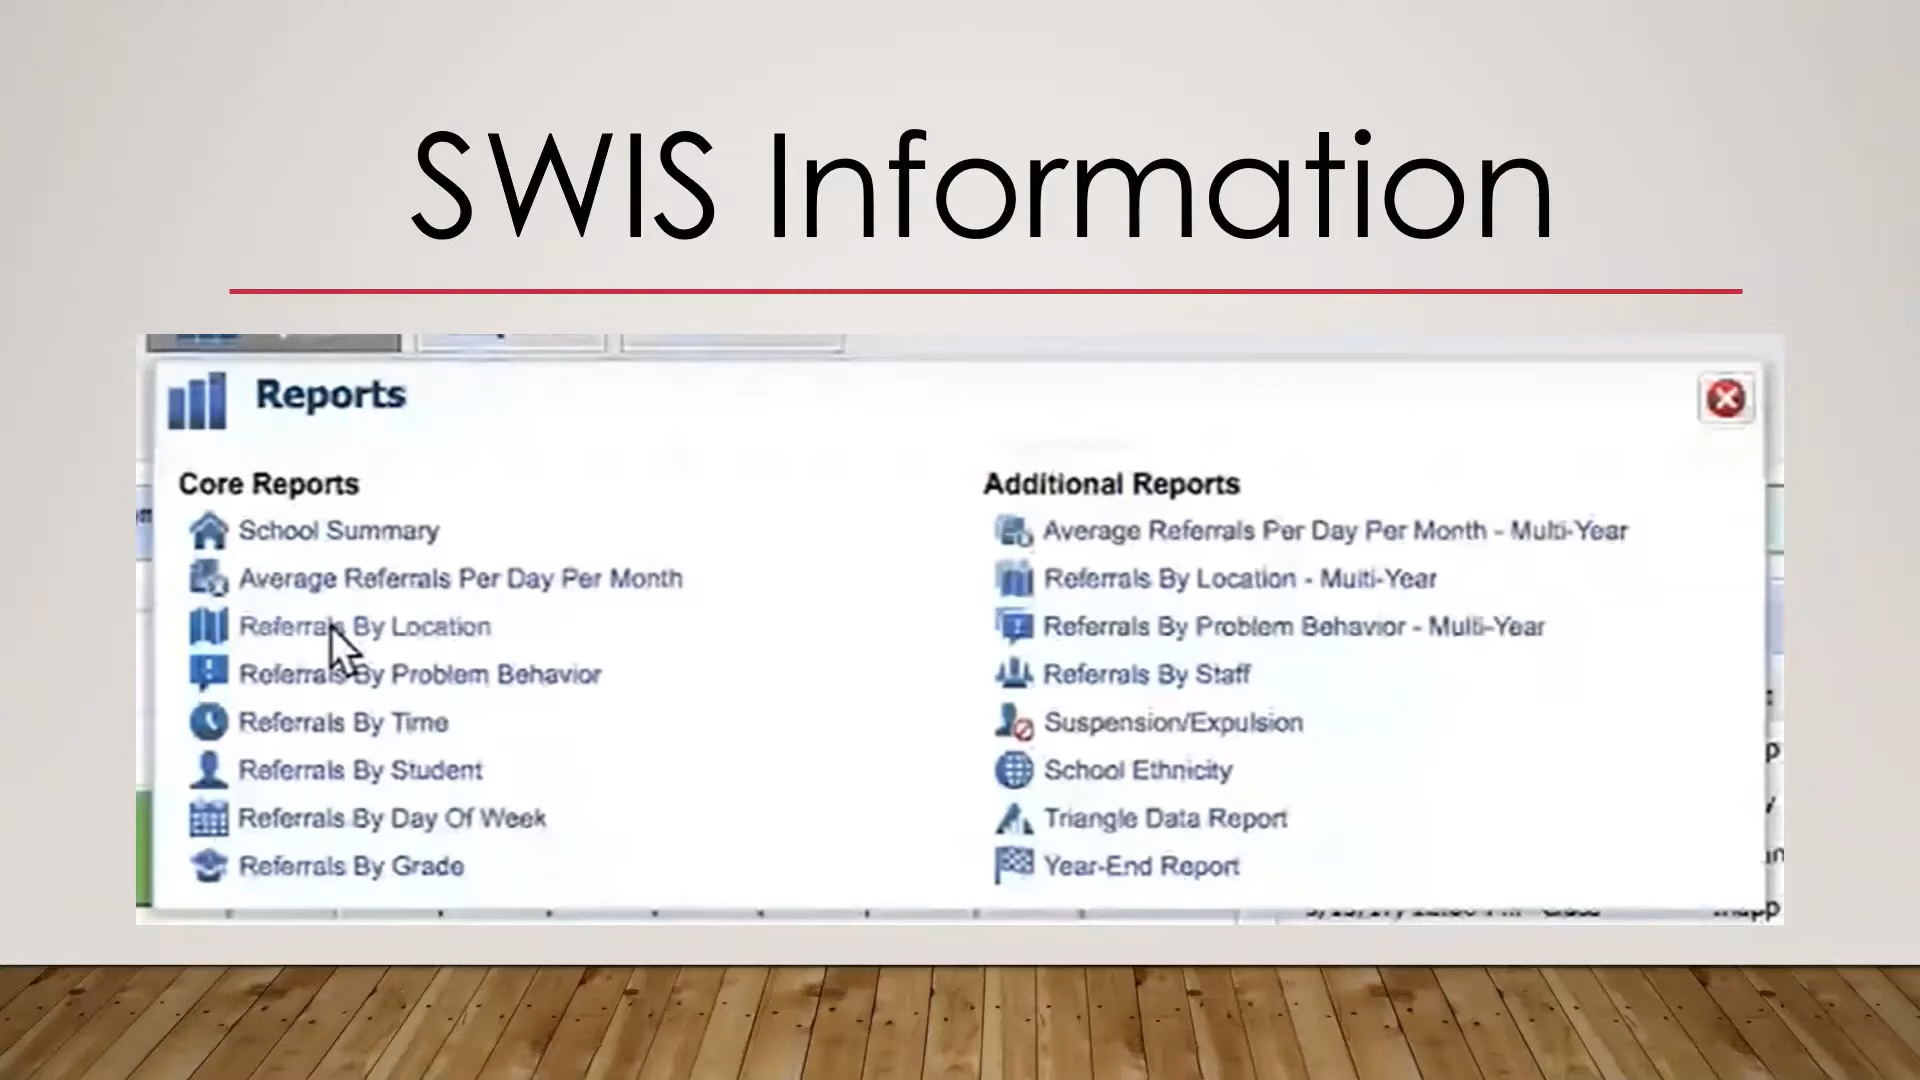 SWIS Information
Reports
Core Reports
School Summary
Average Referrals Per Day Per Month
Referrals By Location
Referrals By Problem Behavior
Referrals By Time
Referrals By Student
Referrals By Day Of Week
Referrals By Grade
Additional Reports
Average Referrals Per Day Per Month - Multi-Year
Referrals By Location - Multi-Year
Referrals By Problem Behavior - Multi-Year
Referrals By Staff
Suspension/Expulsion
School Ethnicity
Triangle Data Report
Year-End Report